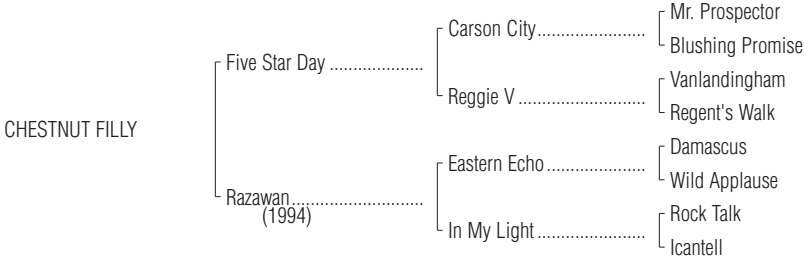 Mr. Prospector
Carson City.......................
Blushing Promise
Five Star Day ....................
Vanlandingham
Reggie V ...........................
Regent's Walk
CHESTNUT FILLY
Damascus
Eastern Echo.....................
Wild Applause
Razawan............................
(1994)
Rock Talk
In My Light.......................
Icantell